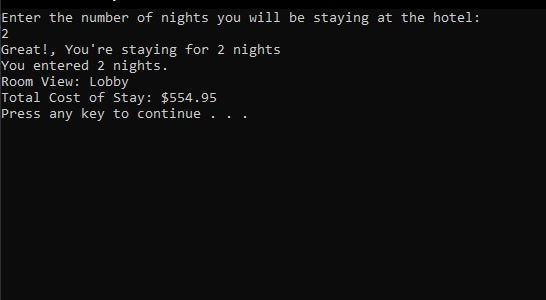 Enter the number of nights you will be staying at the hotel:
2
Great!, You're staying for 2 nights
You entered 2 nights.
Room View: Lobby
Total Cost of Stay: $554.95
Press any key to continue . . .